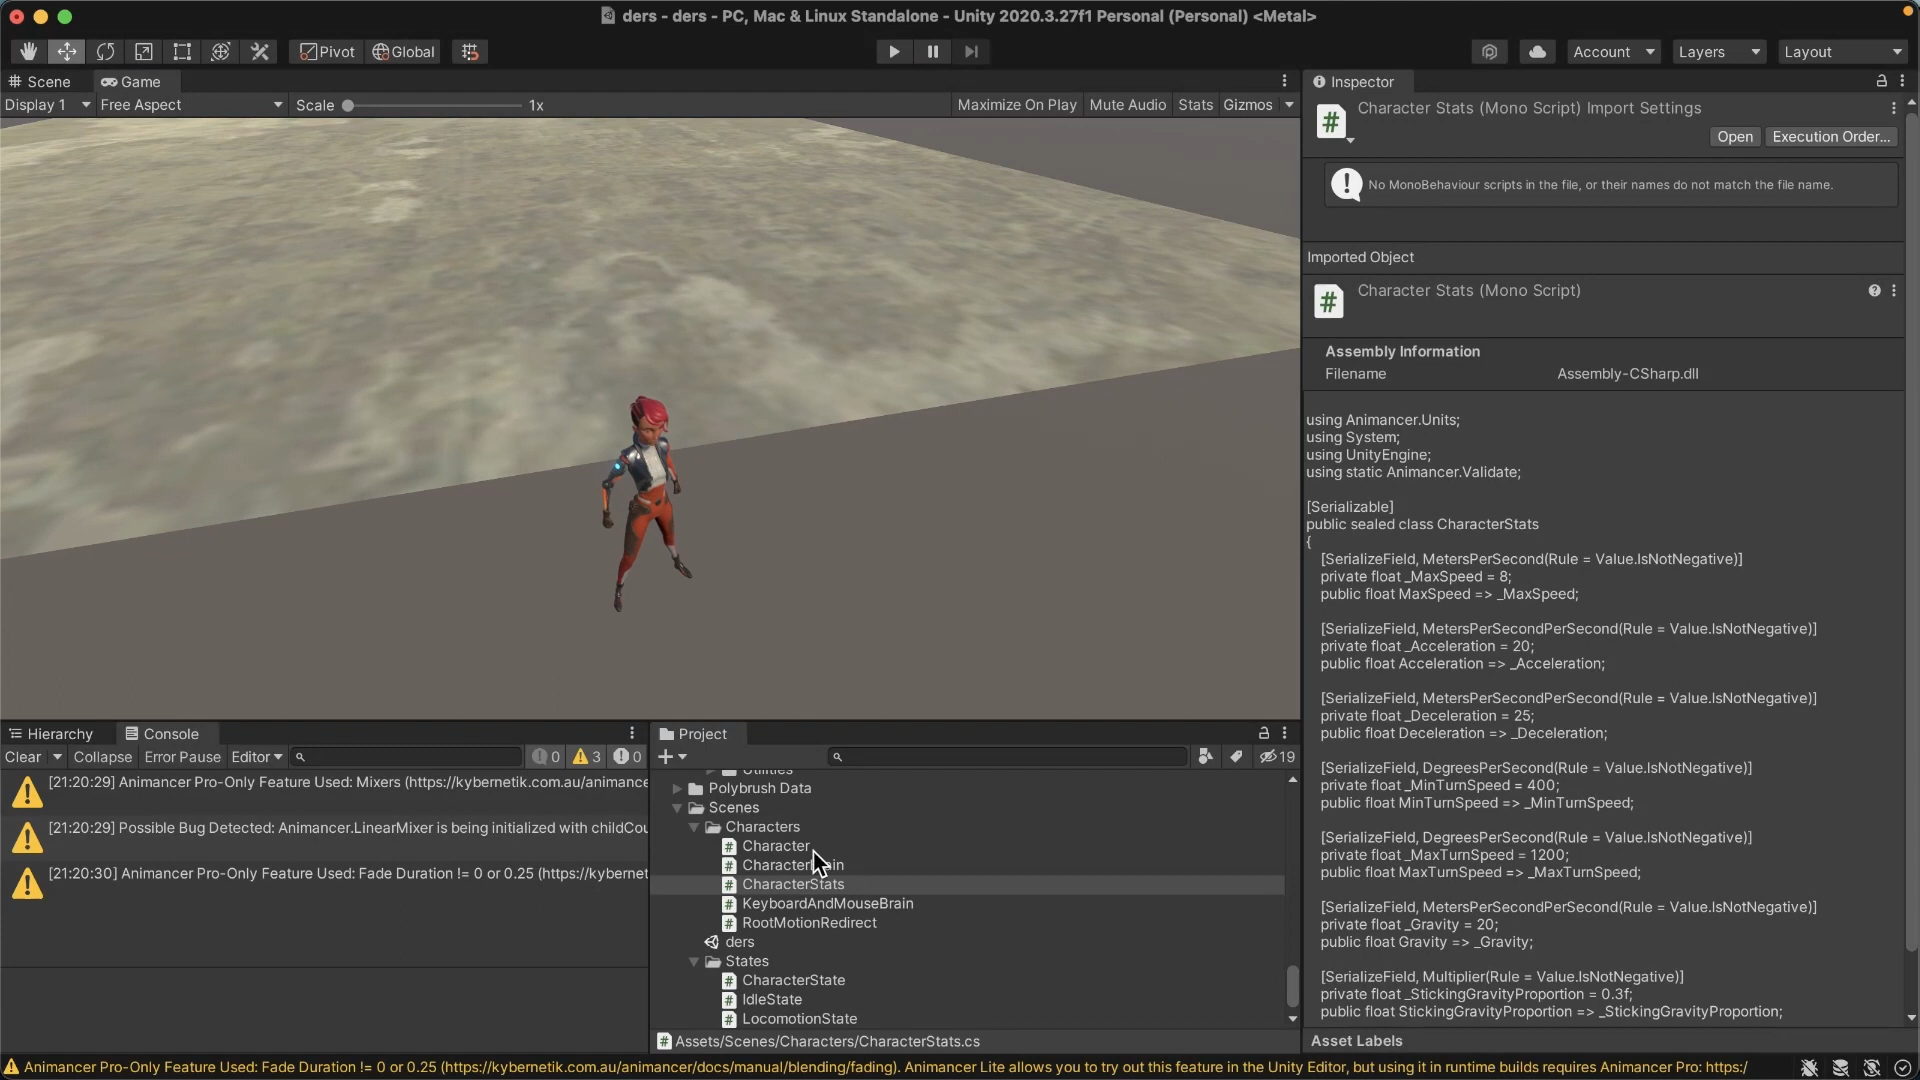 ders - ders - PC, Mac & Linux Standalone - Unity 2020.3.27f1 Personal (Personal) <Metal>
Pivot Global Account Layers Layout
Scene Game
Display 1 Free Aspect Scale 1x Maximize On Play Mute Audio Stats Gizmos
Inspector
Character Stats (Mono Script) Import Settings
Open Execution Order...
No MonoBehaviour scripts in the file, or their names do not match the file name.
Imported Object
Character Stats (Mono Script)
Assembly Information
Filename Assembly-CSharp.dll
using Animancer.Units;
using System;
using UnityEngine;
using static Animancer.Validate;
[Serializable]
public sealed class CharacterStats
{
[SerializeField, MetersPerSecond(Rule = Value.IsNotNegative)]
private float _MaxSpeed = 8;
public float MaxSpeed => _MaxSpeed;
[SerializeField, MetersPerSecondPerSecond(Rule = Value.IsNotNegative)]
private float _Acceleration = 20;
public float Acceleration => _Acceleration;
[SerializeField, MetersPerSecondPerSecond(Rule = Value.IsNotNegative)]
private float _Deceleration = 25;
public float Deceleration => _Deceleration;
[SerializeField, DegreesPerSecond(Rule = Value.IsNotNegative)]
private float _MinTurnSpeed = 400;
public float MinTurnSpeed => _MinTurnSpeed;
[SerializeField, DegreesPerSecond(Rule = Value.IsNotNegative)]
private float _MaxTurnSpeed = 1200;
public float MaxTurnSpeed => _MaxTurnSpeed;
[SerializeField, MetersPerSecondPerSecond(Rule = Value.IsNotNegative)]
private float _Gravity = 20;
public float Gravity => _Gravity;
[SerializeField, Multiplier(Rule = Value.IsNotNegative)]
private float _StickingGravityProportion = 0.3f;
public float StickingGravityProportion => _StickingGravityProportion;
Asset Labels
Hierarchy Console
Clear Collapse Error Pause Editor 0 3 0
[21:20:29] Animancer Pro-Only Feature Used: Mixers (https://kybernetik.com.au/animance
[21:20:29] Possible Bug Detected: Animancer.LinearMixer is being initialized with childCou
[21:20:30] Animancer Pro-Only Feature Used: Fade Duration != 0 or 0.25 (https://kybernet
Project
19
Utilities
Polybrush Data
Scenes
Characters
Character
CharacterStats
KeyboardAndMouseBrain
RootMotionRedirect
ders
States
CharacterState
IdleState
LocomotionState
Assets/Scenes/Characters/CharacterStats.cs
Animancer Pro-Only Feature Used: Fade Duration != 0 or 0.25 (https://kybernetik.com.au/animancer/docs/manual/blending/fading). Animancer Lite allows you to try out this feature in the Unity Editor, but using it in runtime builds requires Animancer Pro: https:/